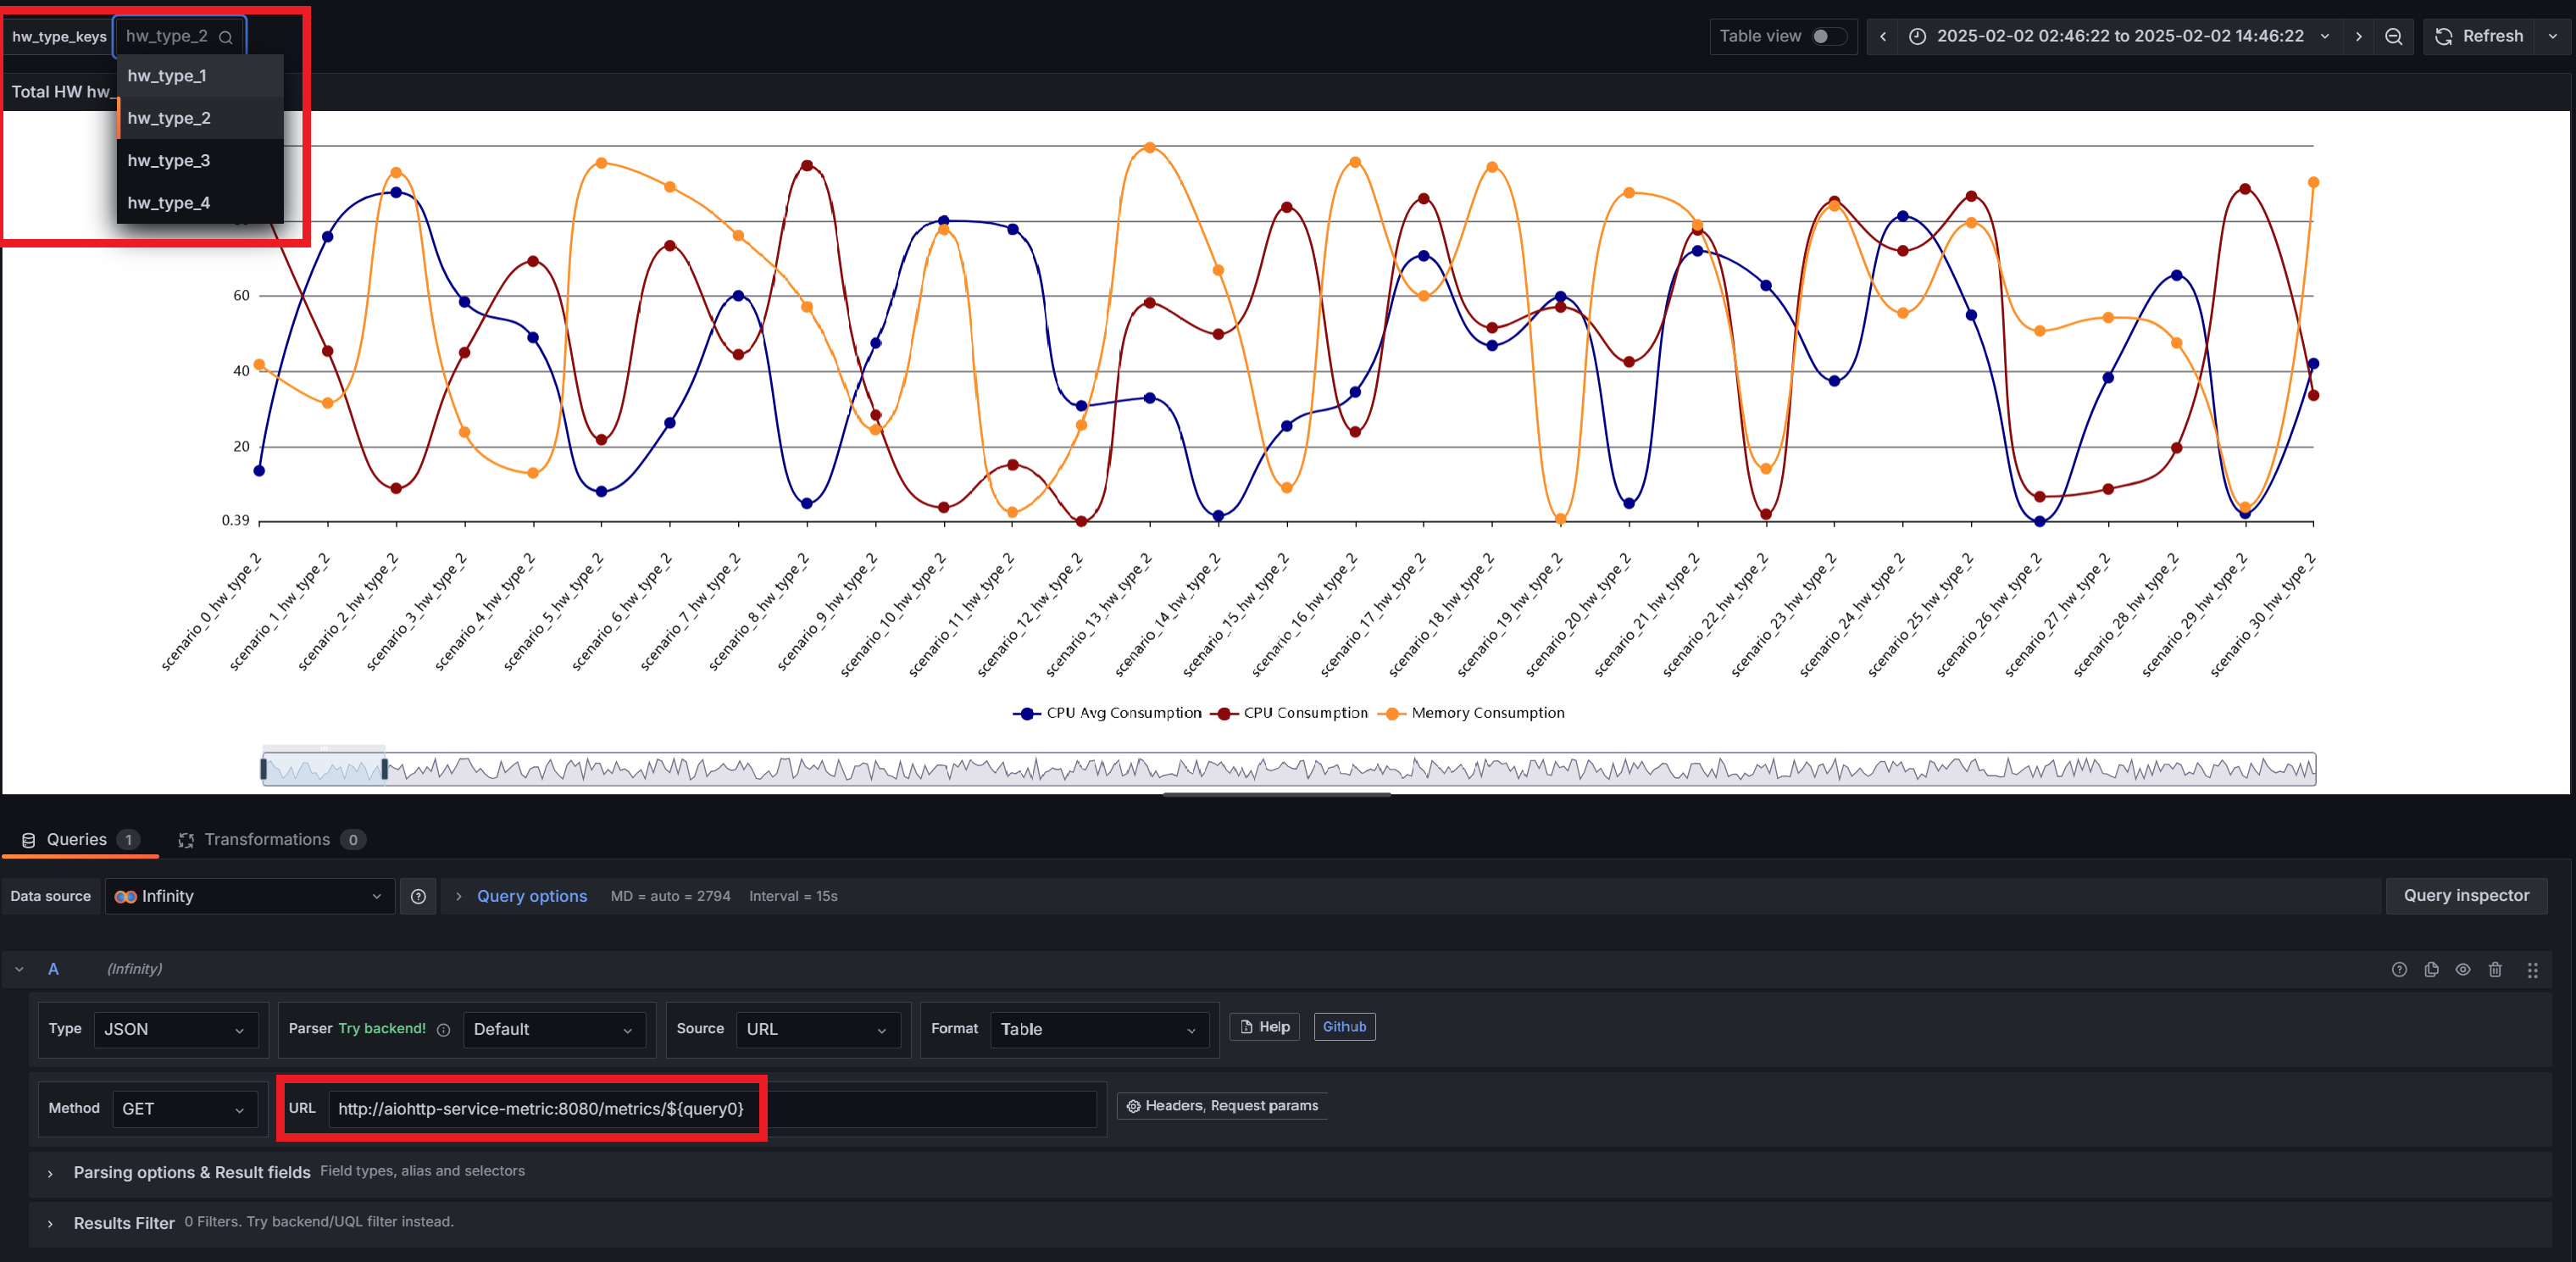 hw_type_keys hw_type_2 Table view 2025-02-02 02:46:22 to 2025-02-02 14:46:22 Refresh
hw_type_1
Total HW hw_
hw_type_2
hw_type_3
hw_type_4
60
40
20
0.39
scenario_0_hw_type_2
scenario_1_hw_type_2
scenario_2_hw_type_2
scenario_3_hw_type_2
scenario_4_hw_type_2
scenario_5_hw_type_2
scenario_6_hw_type_2
scenario_7_hw_type_2
scenario_8_hw_type_2
scenario_9_hw_type_2
scenario_10_hw_type_2
scenario_11_hw_type_2
scenario_12_hw_type_2
scenario_13_hw_type_2
scenario_14_hw_type_2
scenario_15_hw_type_2
scenario_16_hw_type_2
scenario_17_hw_type_2
scenario_18_hw_type_2
scenario_19_hw_type_2
scenario_20_hw_type_2
scenario_21_hw_type_2
scenario_22_hw_type_2
scenario_23_hw_type_2
scenario_24_hw_type_2
scenario_25_hw_type_2
scenario_26_hw_type_2
scenario_27_hw_type_2
scenario_28_hw_type_2
scenario_29_hw_type_2
scenario_30_hw_type_2
CPU Avg Consumption CPU Consumption Memory Consumption
Queries 1 Transformations 0
Data source Infinity Query options MD = auto = 2794 Interval = 15s Query inspector
A (Infinity)
Type JSON Parser Try backend! Default Source URL Format Table Help Github
Method GET URL http://aiohttp-service-metric:8080/metrics/${query0} Headers, Request params
Parsing options & Result fields Field types, alias and selectors
Results Filter 0 Filters. Try backend/UQL filter instead.